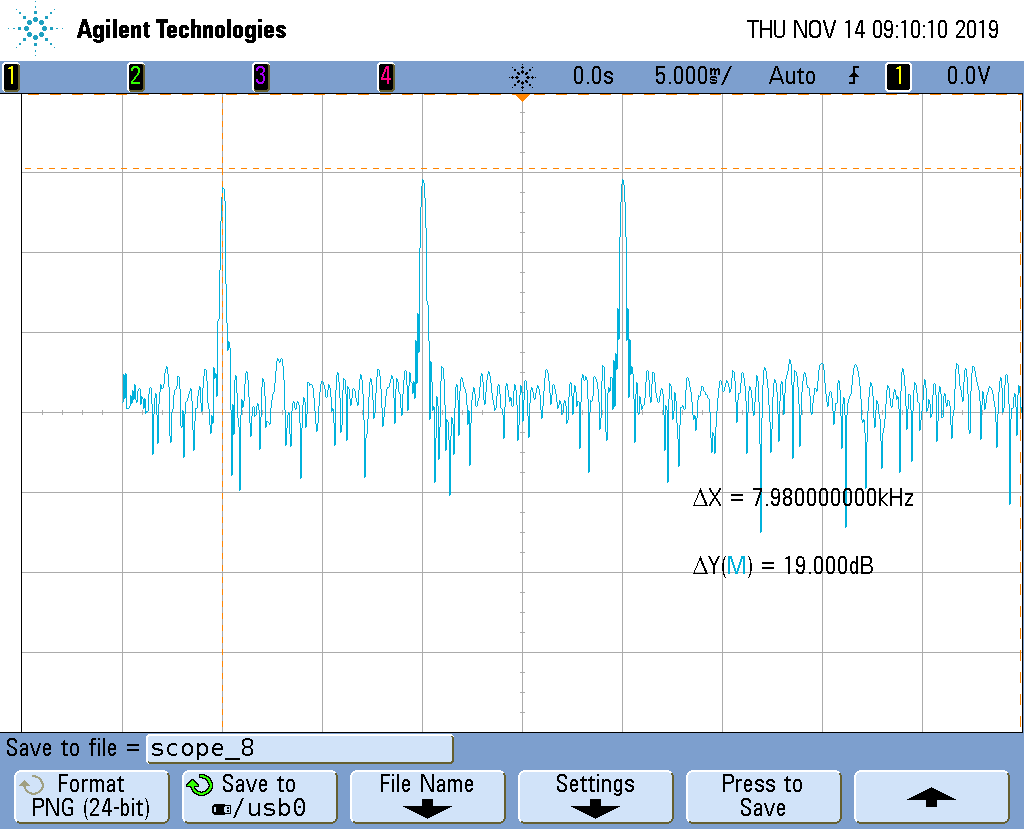 Agilent Technologies THU NOV 14 09:10:10 2019
1 2 3 4 0.0s 5.000㎳/ Auto 1 0.0V
ΔX = 7.980000000kHz
ΔY(M) = 19.000dB
Save to file = scope_8
Format Save to File Name Settings Press to
PNG (24-bit) /usb0 Save